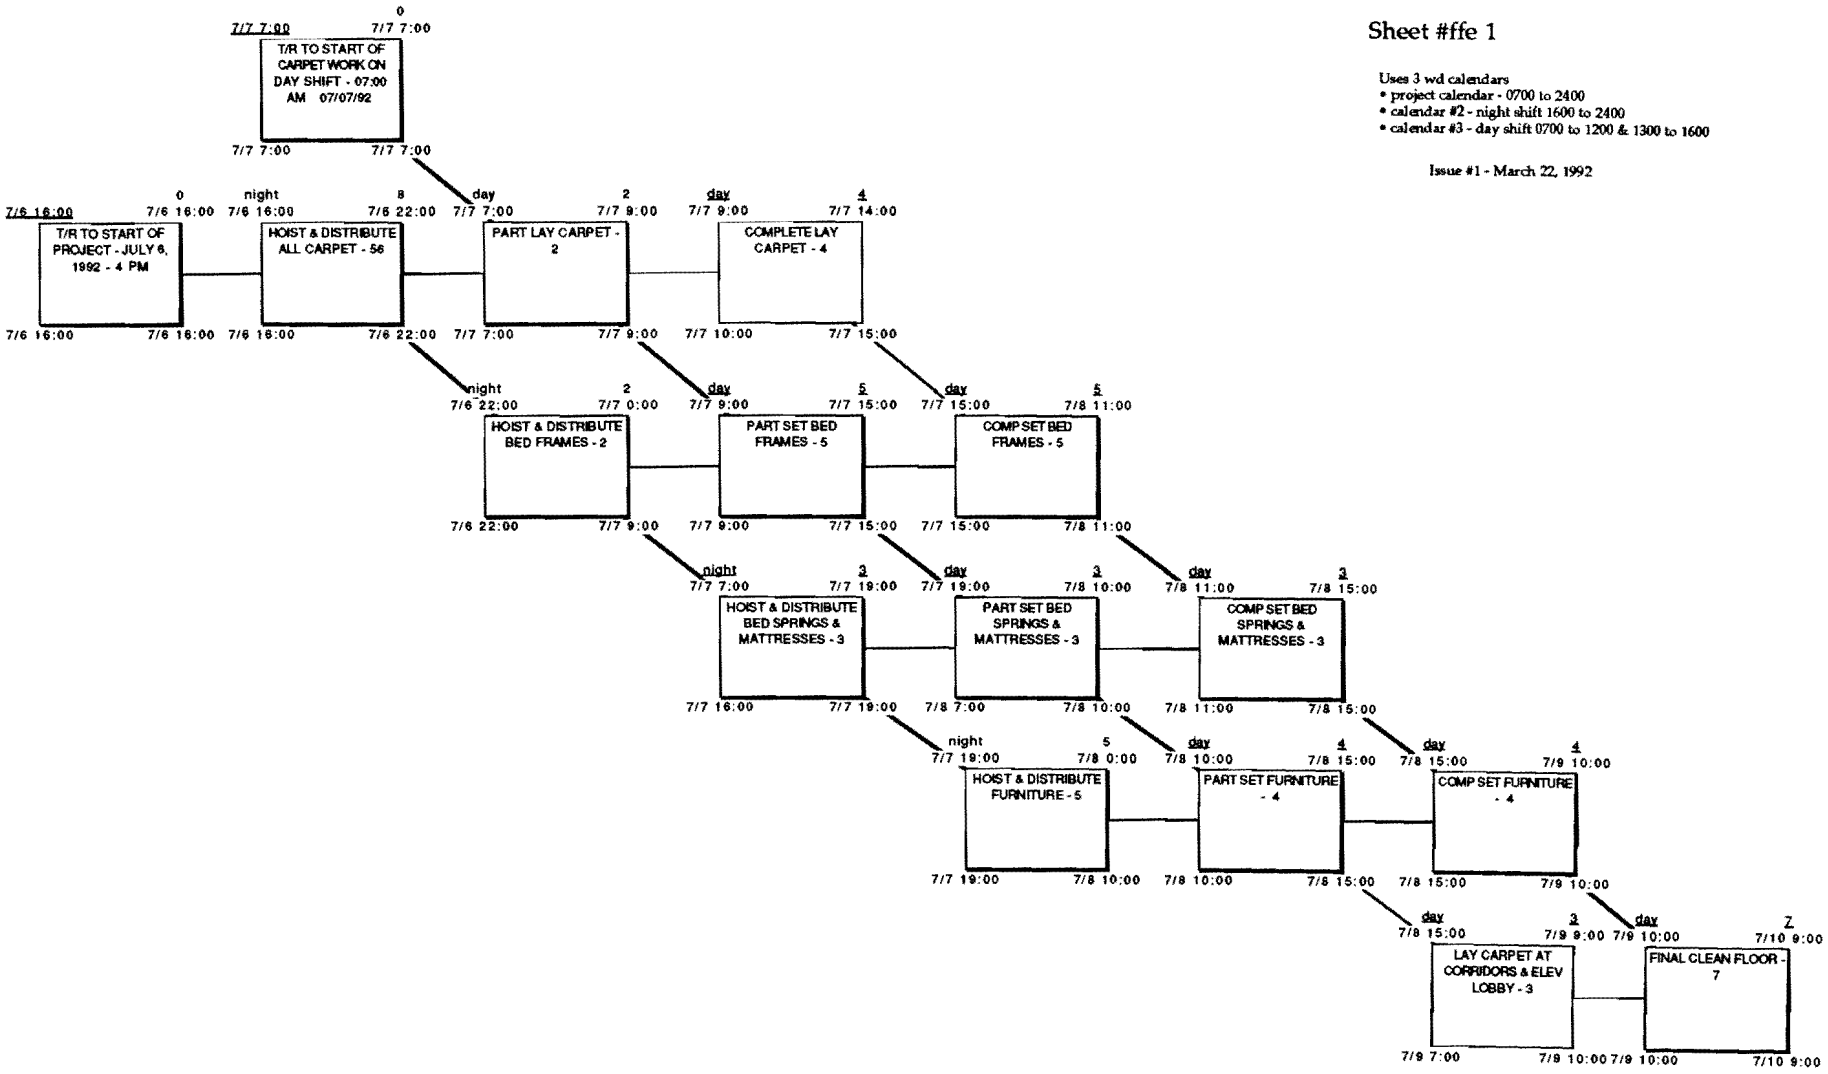 Sheet #ffe 1
Uses 3 wd calendars
• project calendar - 0700 to 2400
• calendar #2 - night shift 1600 to 2400
• calendar #3 - day shift 0700 to 1200 & 1300 to 1600
Issue #1 - March 22, 1992
0
7/7 7:00 7/7 7:00
T/R TO START OF
CARPET WORK ON
DAY SHIFT - 07:00
AM 07/07/92
7/7 7:00 7/7 7:00
0
7/6 16:00 7/6 16:00
T/R TO START OF
PROJECT - JULY 6,
1992 - 4 PM
7/6 16:00 7/6 16:00
night 8
7/6 16:00 7/6 22:00
HOIST & DISTRIBUTE
ALL CARPET - 56
7/6 16:00 7/6 22:00
day 2
7/7 7:00 7/7 9:00
PART LAY CARPET -
2
7/7 7:00 7/7 9:00
day 4
7/7 9:00 7/7 14:00
COMPLETE LAY
CARPET - 4
7/7 10:00 7/7 15:00
night 2
7/6 22:00 7/7 0:00
HOIST & DISTRIBUTE
BED FRAMES - 2
7/6 22:00 7/7 9:00
day 5
7/7 9:00 7/7 15:00
PART SET BED
FRAMES - 5
7/7 9:00 7/7 15:00
day 5
7/7 15:00 7/8 11:00
COMP SET BED
FRAMES - 5
7/7 15:00 7/8 11:00
night 3
7/7 7:00 7/7 19:00
HOIST & DISTRIBUTE
BED SPRINGS &
MATTRESSES - 3
7/7 16:00 7/7 19:00
day 3
7/7 19:00 7/8 10:00
PART SET BED
SPRINGS &
MATTRESSES - 3
7/8 7:00 7/8 10:00
day 3
7/8 11:00 7/8 15:00
COMP SET BED
SPRINGS &
MATTRESSES - 3
7/8 11:00 7/8 15:00
night 5
7/7 19:00 7/8 0:00
HOIST & DISTRIBUTE
FURNITURE - 5
7/7 19:00 7/8 10:00
day 4
7/8 10:00 7/8 15:00
PART SET FURNITURE
- 4
7/8 10:00 7/8 15:00
day 4
7/8 15:00 7/9 10:00
COMP SET FURNITURE
- 4
7/8 15:00 7/9 10:00
day 3
7/8 15:00 7/9 9:00
LAY CARPET AT
CORRIDORS & ELEV
LOBBY - 3
7/9 7:00 7/9 10:00
day 7
7/9 10:00 7/10 9:00
FINAL CLEAN FLOOR -
7
7/9 10:00 7/10 9:00